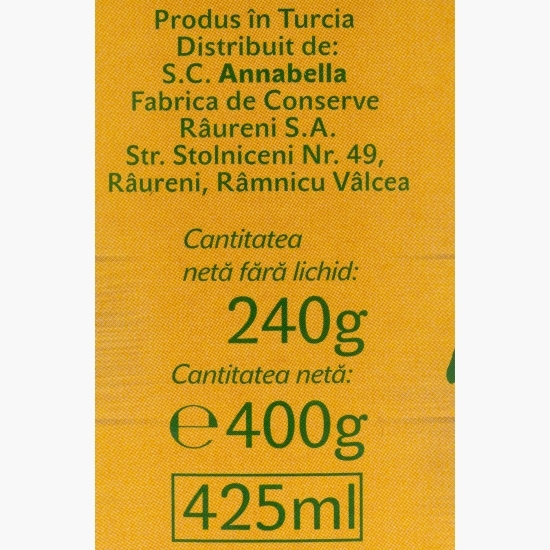 Produs în Turcia
Distribuit de:
S.C. Annabella
Fabrica de Conserve
Râureni S.A.
Str. Stolniceni Nr. 49,
Râureni, Râmnicu Vâlcea
Cantitatea
netă fără lichid:
240g
Cantitatea netă:
℮400g
425ml